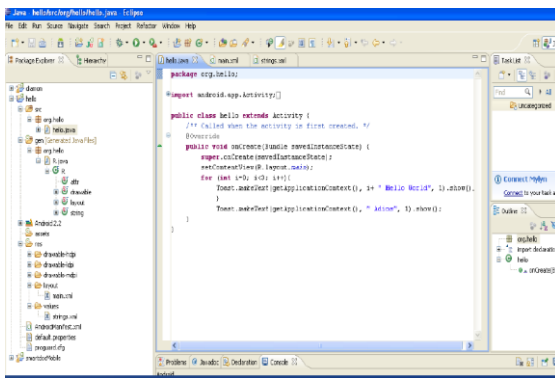 Java - hello/src/org/hello/hello.java - Eclipse
File Edit Run Source Navigate Search Project Refactor Window Help
Package Explorer
Hierarchy
diamon
hello
src
org.hello
hello.java
gen [Generated Java Files]
org.hello
R.java
R
attr
drawable
layout
string
Android 2.2
assets
res
drawable-hdpi
drawable-ldpi
drawable-mdpi
layout
main.xml
values
strings.xml
AndroidManifest.xml
default.properties
proguard.cfg
hello.java
main.xml
strings.xml
package org.hello;
import android.app.Activity;
public class hello extends Activity {
/** Called when the activity is first created. */
@Override
public void onCreate(Bundle savedInstanceState) {
super.onCreate(savedInstanceState);
setContentView(R.layout.main);
for (int i=0; i<3; i++){
Toast.makeText(getApplicationContext(), i+ " Hello World", 1).show();
}
Toast.makeText(getApplicationContext(), 1).show();
}
}
Problems
Javadoc
Declaration
Console
Android
Task List
Find
All
Uncategorized
Connect Mylyn
Connect to your task
Outline
org.hello
import declaration
hello
onCreate(B